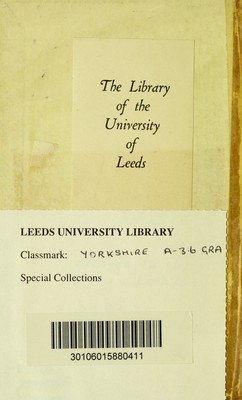 The Library
of the
University
of
Leeds
LEEDS UNIVERSITY LIBRARY
Classmark: YORKSHIRE A-3.6 GRA
Special Collections
30106015880411